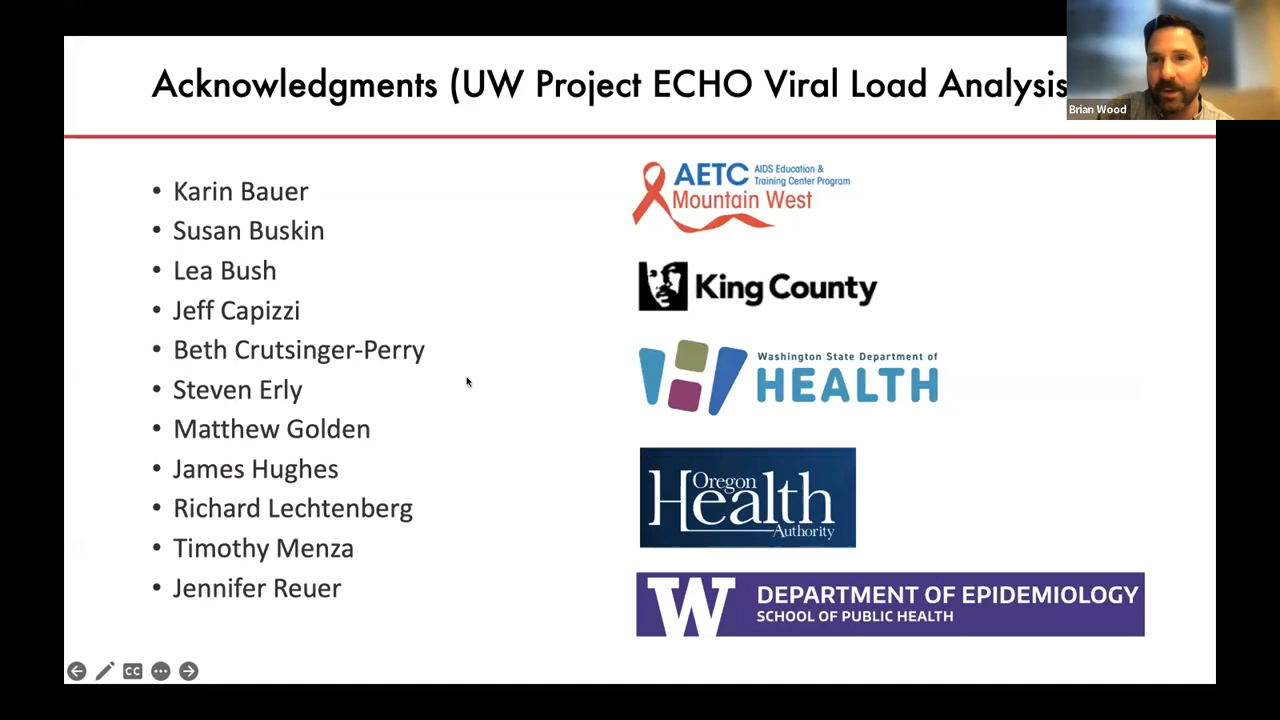 Acknowledgments (UW Project ECHO Viral Load Analysis
Brian Wood
• Karin Bauer
• Susan Buskin
• Lea Bush
• Jeff Capizzi
• Beth Crutsinger-Perry
• Steven Erly
• Matthew Golden
• James Hughes
• Richard Lechtenberg
• Timothy Menza
• Jennifer Reuer
AETC AIDS Education &
Training Center Program
Mountain West
King County
Washington State Department of
HEALTH
Oregon
Health
Authority
W DEPARTMENT OF EPIDEMIOLOGY
SCHOOL OF PUBLIC HEALTH
CC